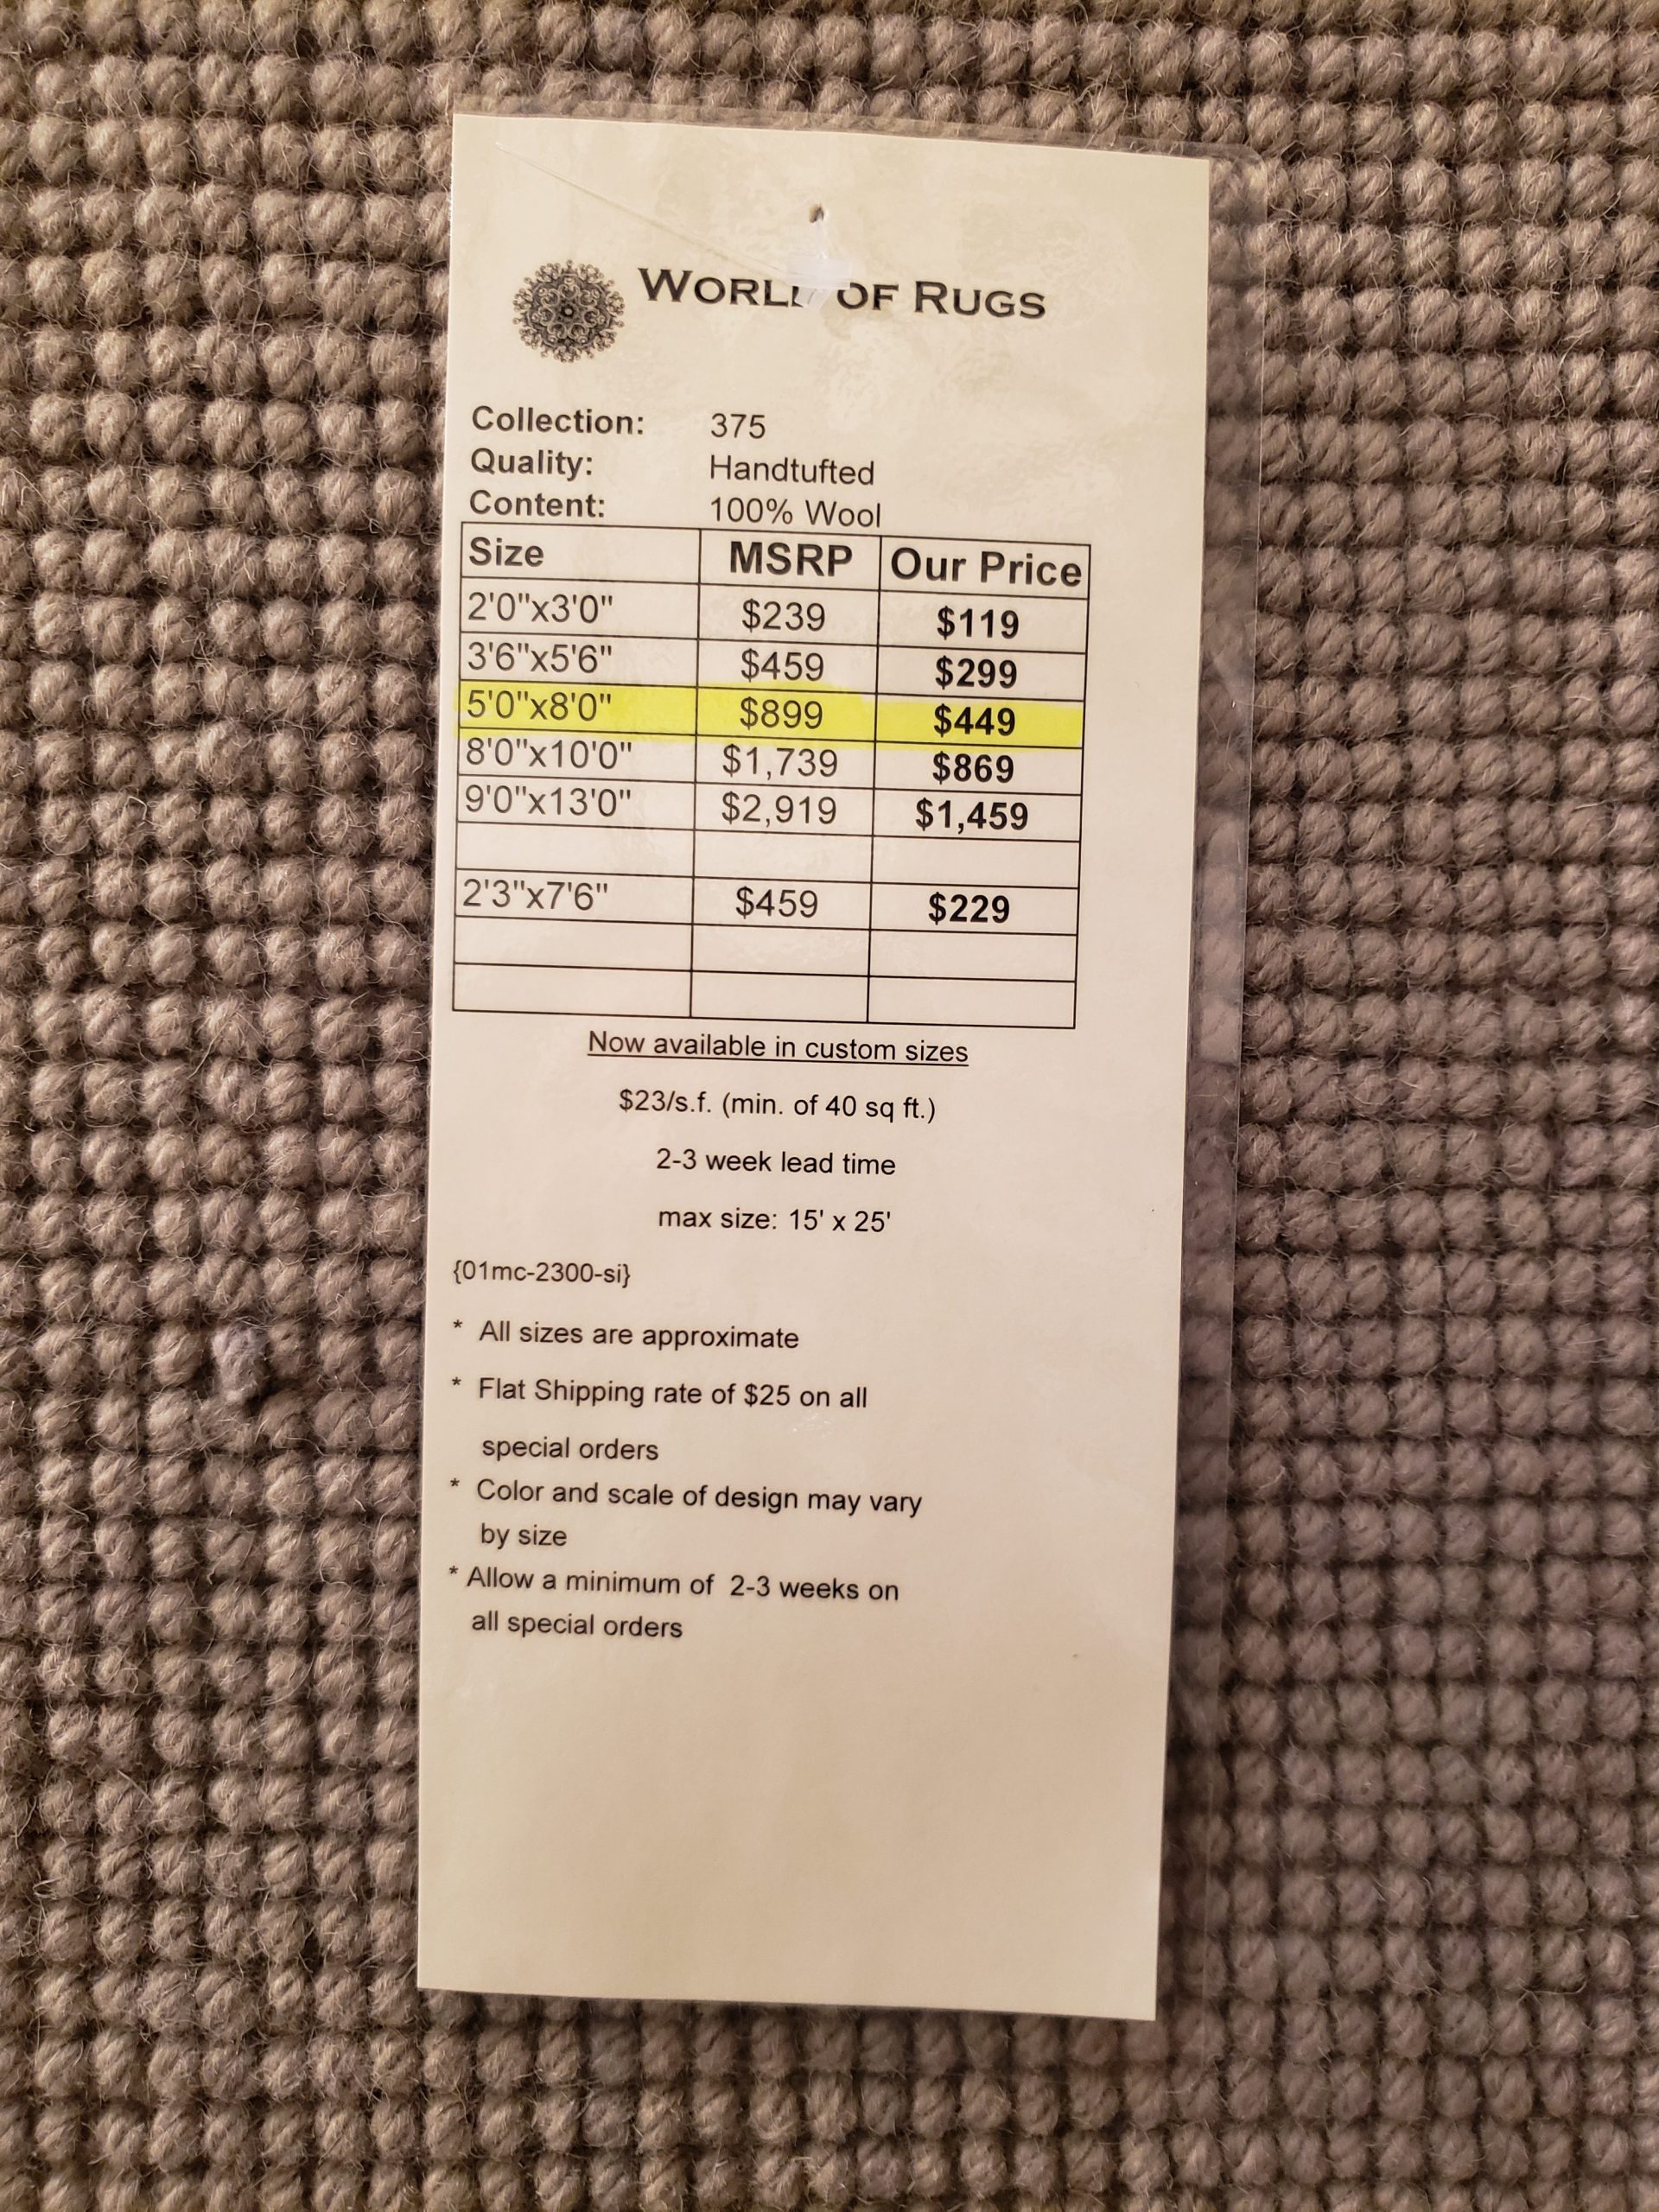 WORLD OF RUGS
Collection: 375
Quality: Handtufted
Content: 100% Wool
Size MSRP Our Price
2'0"x3'0" $239 $119
3'6"x5'6" $459 $299
5'0"x8'0" $899 $449
8'0"x10'0" $1,739 $869
9'0"x13'0" $2,919 $1,459
2'3"x7'6" $459 $229
Now available in custom sizes
$23/s.f. (min. of 40 sq ft.)
2-3 week lead time
max size: 15' x 25'
{01mc-2300-si}
* All sizes are approximate
* Flat Shipping rate of $25 on all
special orders
* Color and scale of design may vary
by size
* Allow a minimum of 2-3 weeks on
all special orders